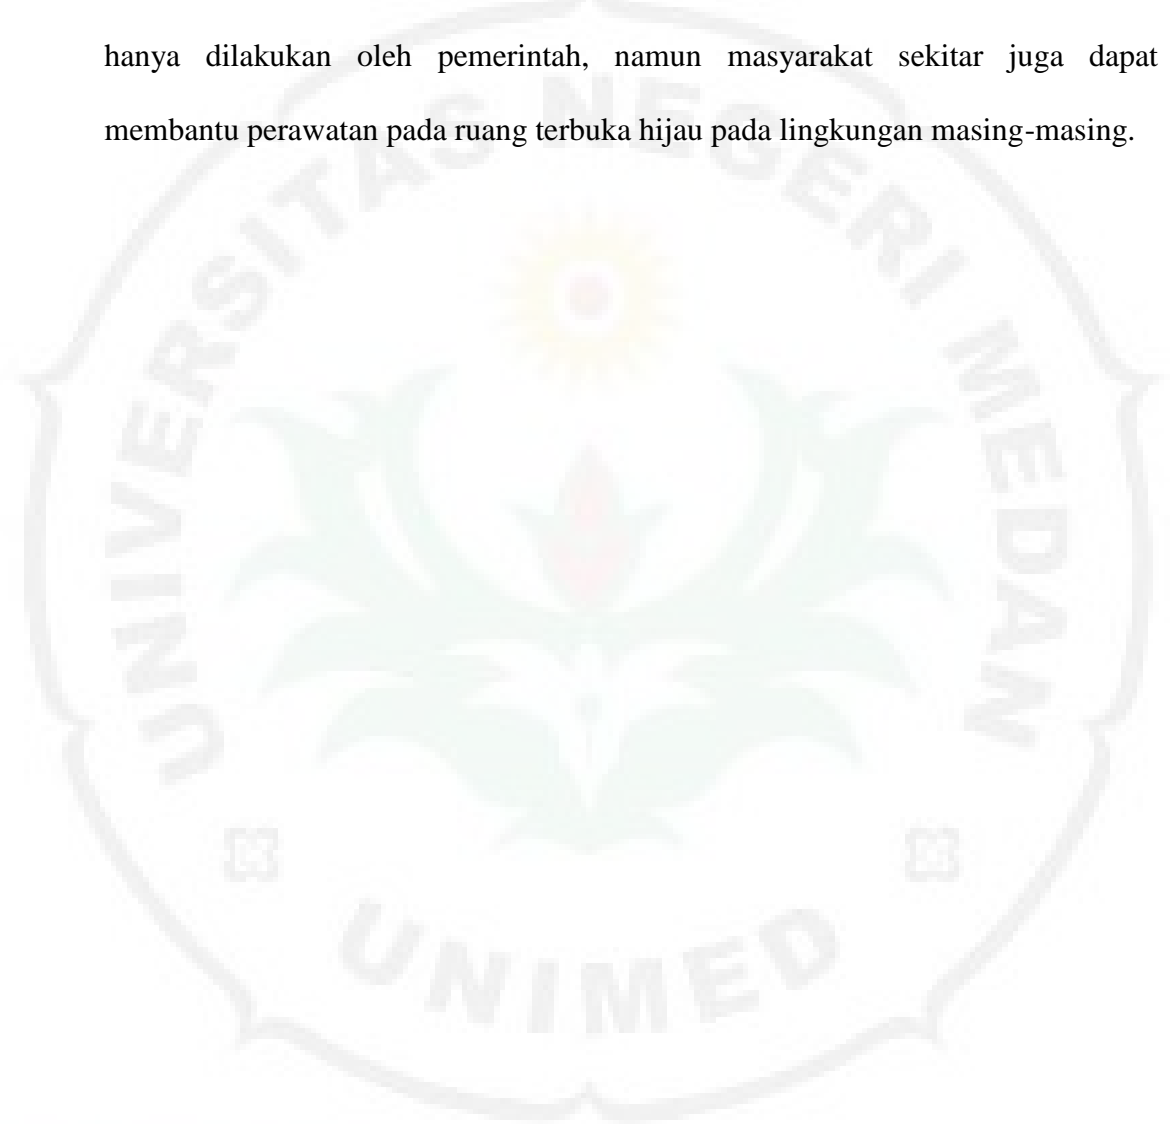 hanya dilakukan oleh pemerintah, namun masyarakat sekitar juga dapat
membantu perawatan pada ruang terbuka hijau pada lingkungan masing-masing.
UNIVERSITAS NEGERI MEDAN
UNIMED